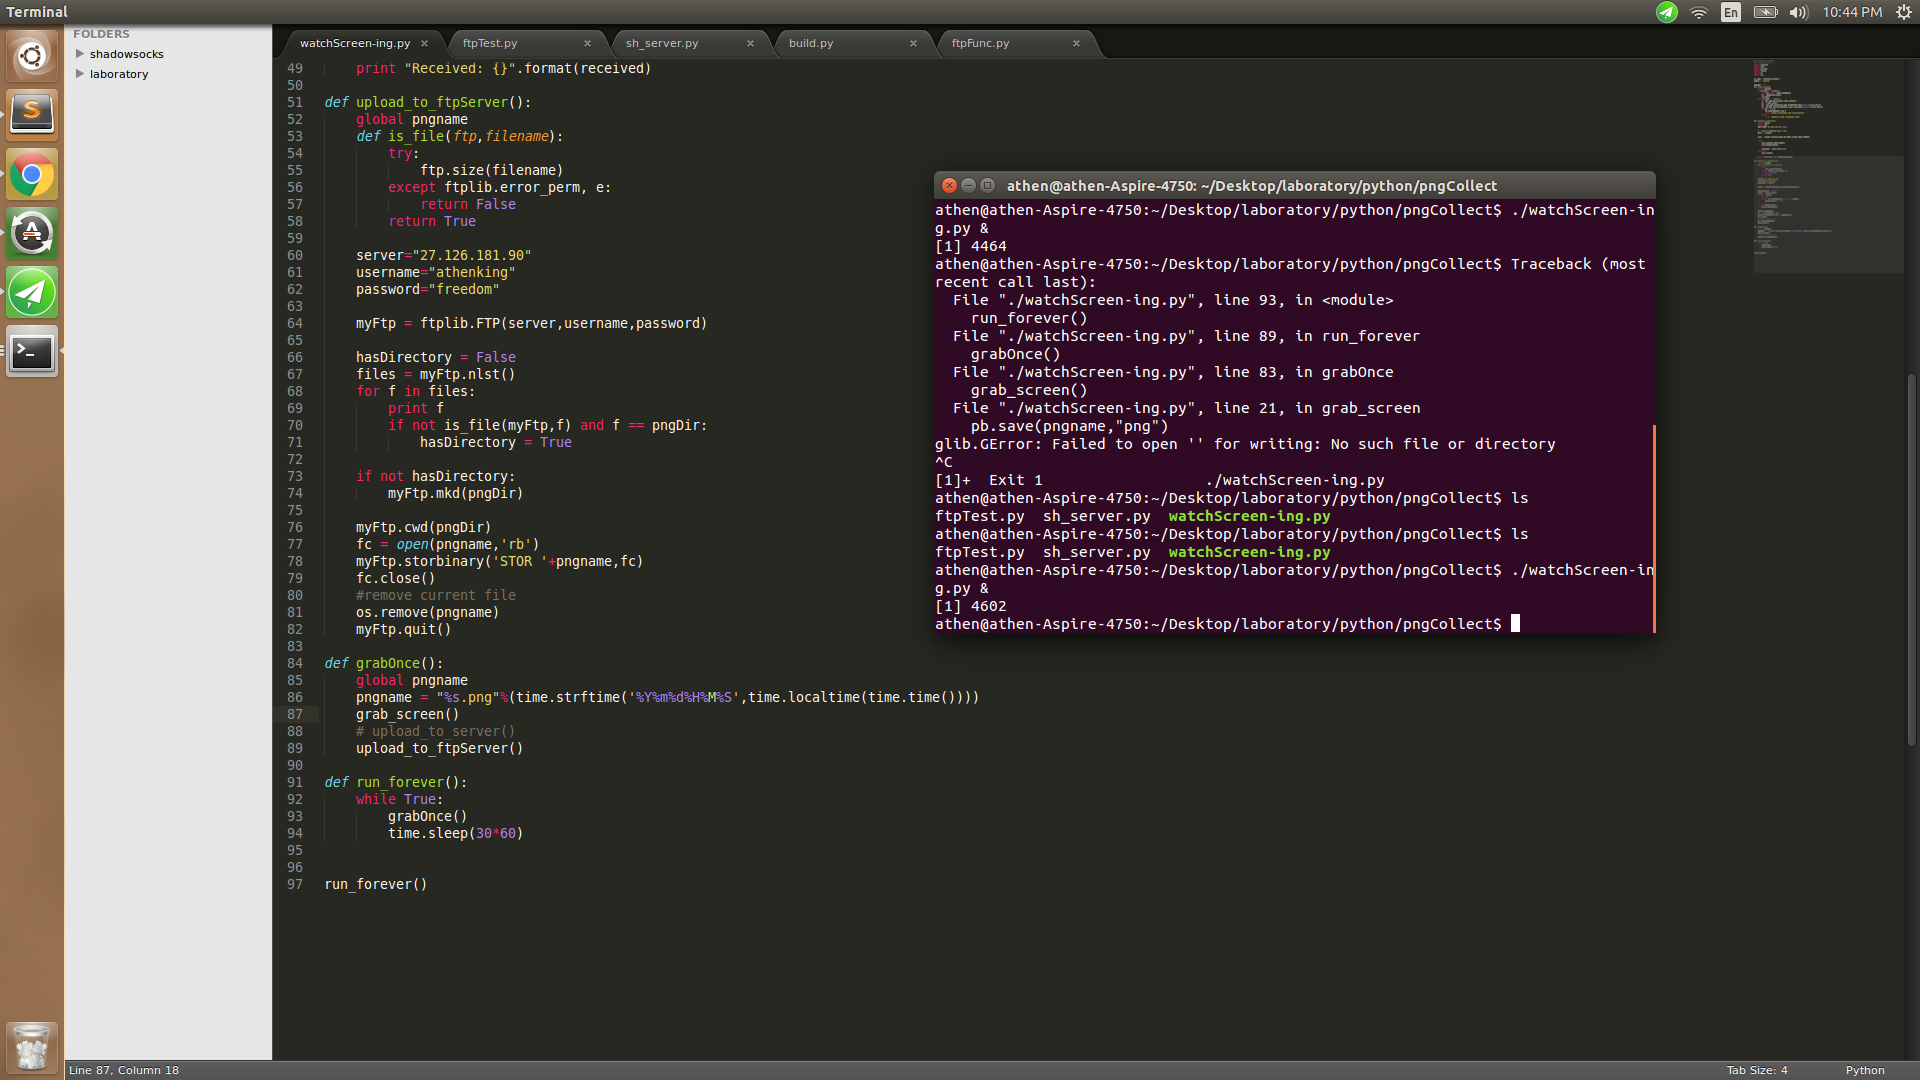 Terminal
En
10:44 PM
FOLDERS
shadowsocks
laboratory
watchScreen-ing.py
ftpTest.py
sh_server.py
build.py
ftpFunc.py
49 print "Received: {}".format(received)
50
51 def upload_to_ftpServer():
52 global pngname
53 def is_file(ftp,filename):
54 try:
55 ftp.size(filename)
56 except ftplib.error_perm, e:
57 return False
58 return True
59
60 server="27.126.181.90"
61 username="athenking"
62 password="freedom"
63
64 myFtp = ftplib.FTP(server,username,password)
65
66 hasDirectory = False
67 files = myFtp.nlst()
68 for f in files:
69 print f
70 if not is_file(myFtp,f) and f == pngDir:
71 hasDirectory = True
72
73 if not hasDirectory:
74 myFtp.mkd(pngDir)
75
76 myFtp.cwd(pngDir)
77 fc = open(pngname,'rb')
78 myFtp.storbinary('STOR '+pngname,fc)
79 fc.close()
80 #remove current file
81 os.remove(pngname)
82 myFtp.quit()
83
84 def grabOnce():
85 global pngname
86 pngname = "%s.png"%(time.strftime('%Y%m%d%H%M%S',time.localtime(time.time())))
87 grab_screen()
88 # upload_to_server()
89 upload_to_ftpServer()
90
91 def run_forever():
92 while True:
93 grabOnce()
94 time.sleep(30*60)
95
96
97 run_forever()
athen@athen-Aspire-4750: ~/Desktop/laboratory/python/pngCollect
athen@athen-Aspire-4750:~/Desktop/laboratory/python/pngCollect$ ./watchScreen-in
g.py &
[1] 4464
athen@athen-Aspire-4750:~/Desktop/laboratory/python/pngCollect$ Traceback (most
recent call last):
File "./watchScreen-ing.py", line 93, in <module>
run_forever()
File "./watchScreen-ing.py", line 89, in run_forever
grabOnce()
File "./watchScreen-ing.py", line 83, in grabOnce
grab_screen()
File "./watchScreen-ing.py", line 21, in grab_screen
pb.save(pngname,"png")
glib.GError: Failed to open '' for writing: No such file or directory
^C
[1]+  Exit 1 ./watchScreen-ing.py
athen@athen-Aspire-4750:~/Desktop/laboratory/python/pngCollect$ ls
ftpTest.py  sh_server.py  watchScreen-ing.py
athen@athen-Aspire-4750:~/Desktop/laboratory/python/pngCollect$ ls
ftpTest.py  sh_server.py  watchScreen-ing.py
athen@athen-Aspire-4750:~/Desktop/laboratory/python/pngCollect$ ./watchScreen-in
g.py &
[1] 4602
athen@athen-Aspire-4750:~/Desktop/laboratory/python/pngCollect$
Line 87, Column 18
Tab Size: 4
Python